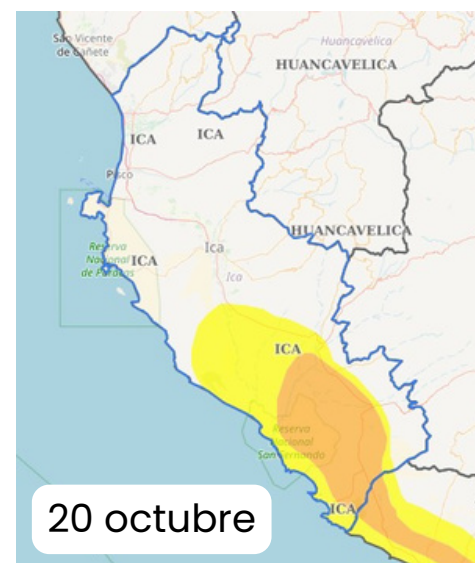 San Vicente
de Cañete
Huancavelica
HUANCAVELICA
ICA
ICA
Pisco
HUANCAVELICA
Reserva
Nacional
de Paracas
ICA
Ica
Ica
ICA
Reserva
Nacional
San Fernando
ICA
20 octubre